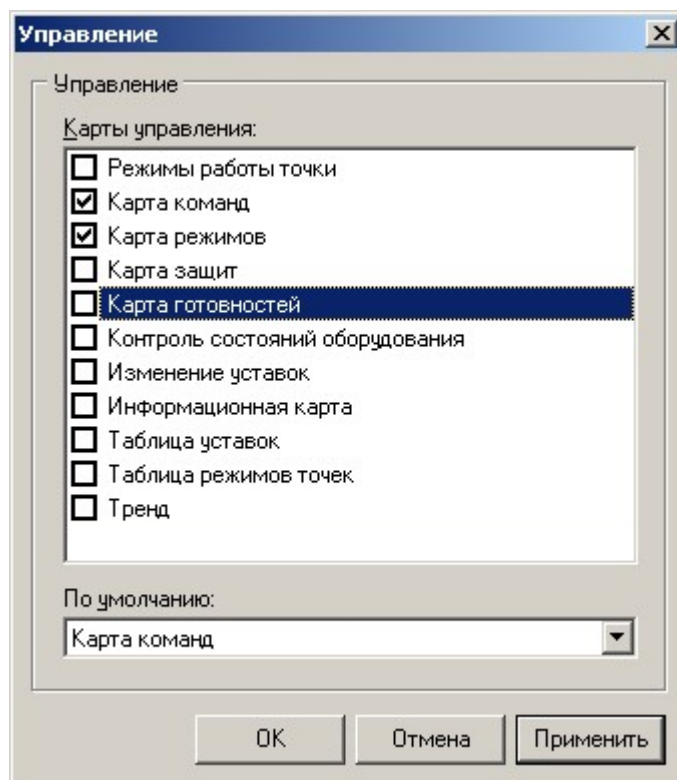 Управление
Управление
Карты управления:
Режимы работы точки
Карта команд
Карта режимов
Карта защит
Карта готовностей
Контроль состояний оборудования
Изменение уставок
Информационная карта
Таблица уставок
Таблица режимов точек
Тренд
По умолчанию:
Карта команд
OK Отмена Применить